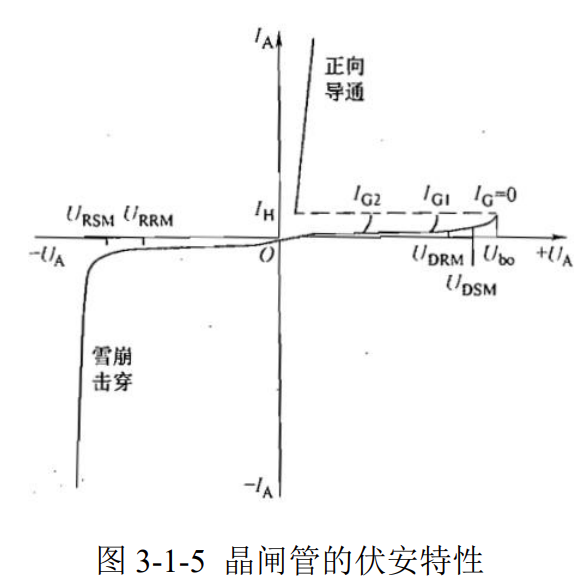 I_A
正向
导通
I_G2 I_G1 I_G=0
U_RSM U_RRM I_H
-U_A O U_DRM U_bo +U_A
U_DSM
雪崩
击穿
-I_A
图 3-1-5 晶闸管的伏安特性